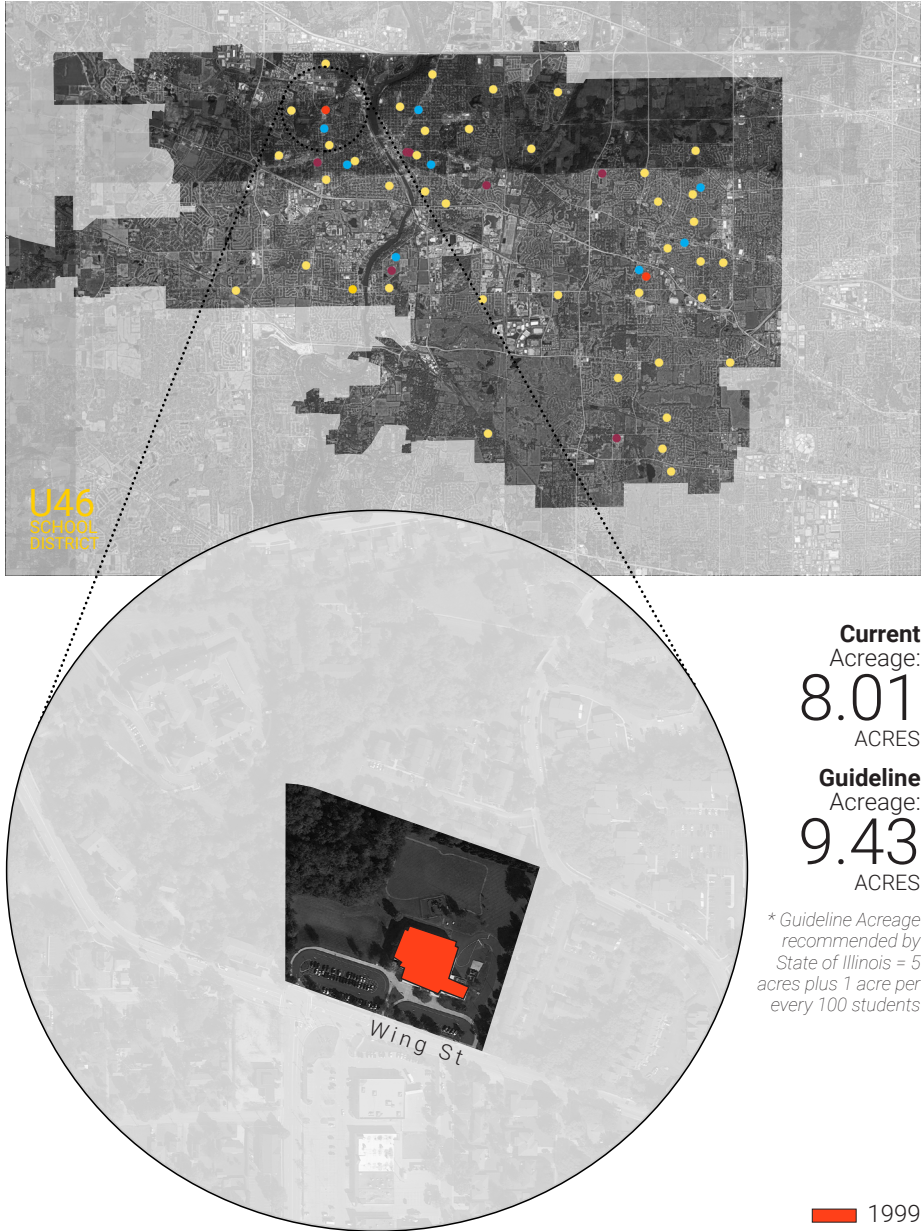 U46
SCHOOL
DISTRICT
Current
Acreage:
8.01
ACRES
Guideline
Acreage:
9.43
ACRES
* Guideline Acreage
recommended by
State of Illinois = 5
acres plus 1 acre per
every 100 students
Wing St
1999